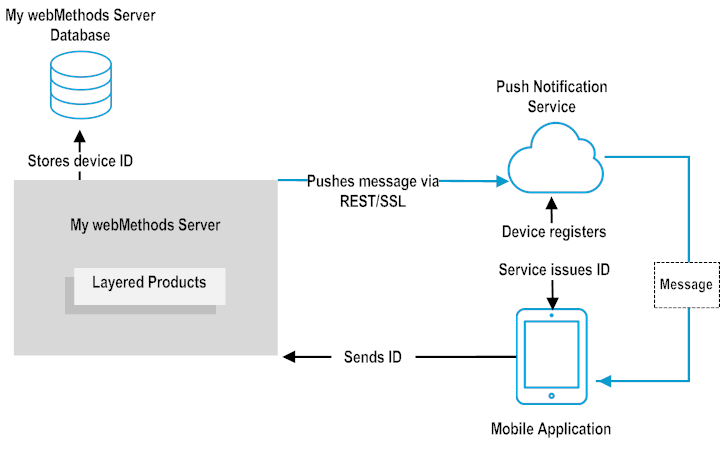 My webMethods Server
Database
Push Notification
Service
Stores device ID
Pushes message via
REST/SSL
My webMethods Server
Device registers
Service issues ID
Layered Products
Message
Sends ID
Mobile Application